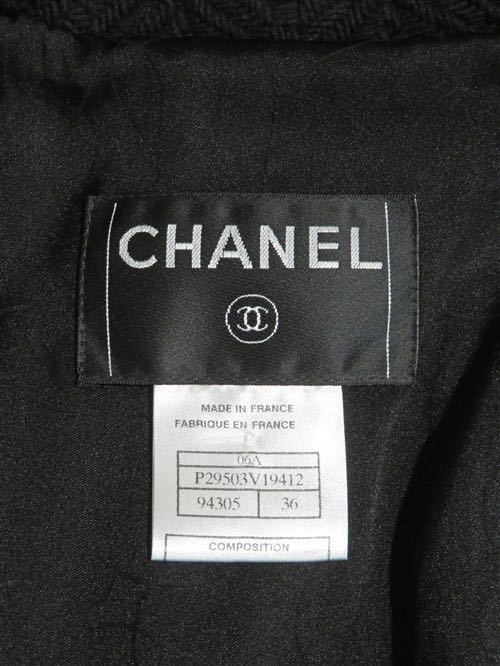 CHANEL
MADE IN FRANCE
FABRIQUE EN FRANCE
06A
P29503V19412
94305 36
COMPOSITION